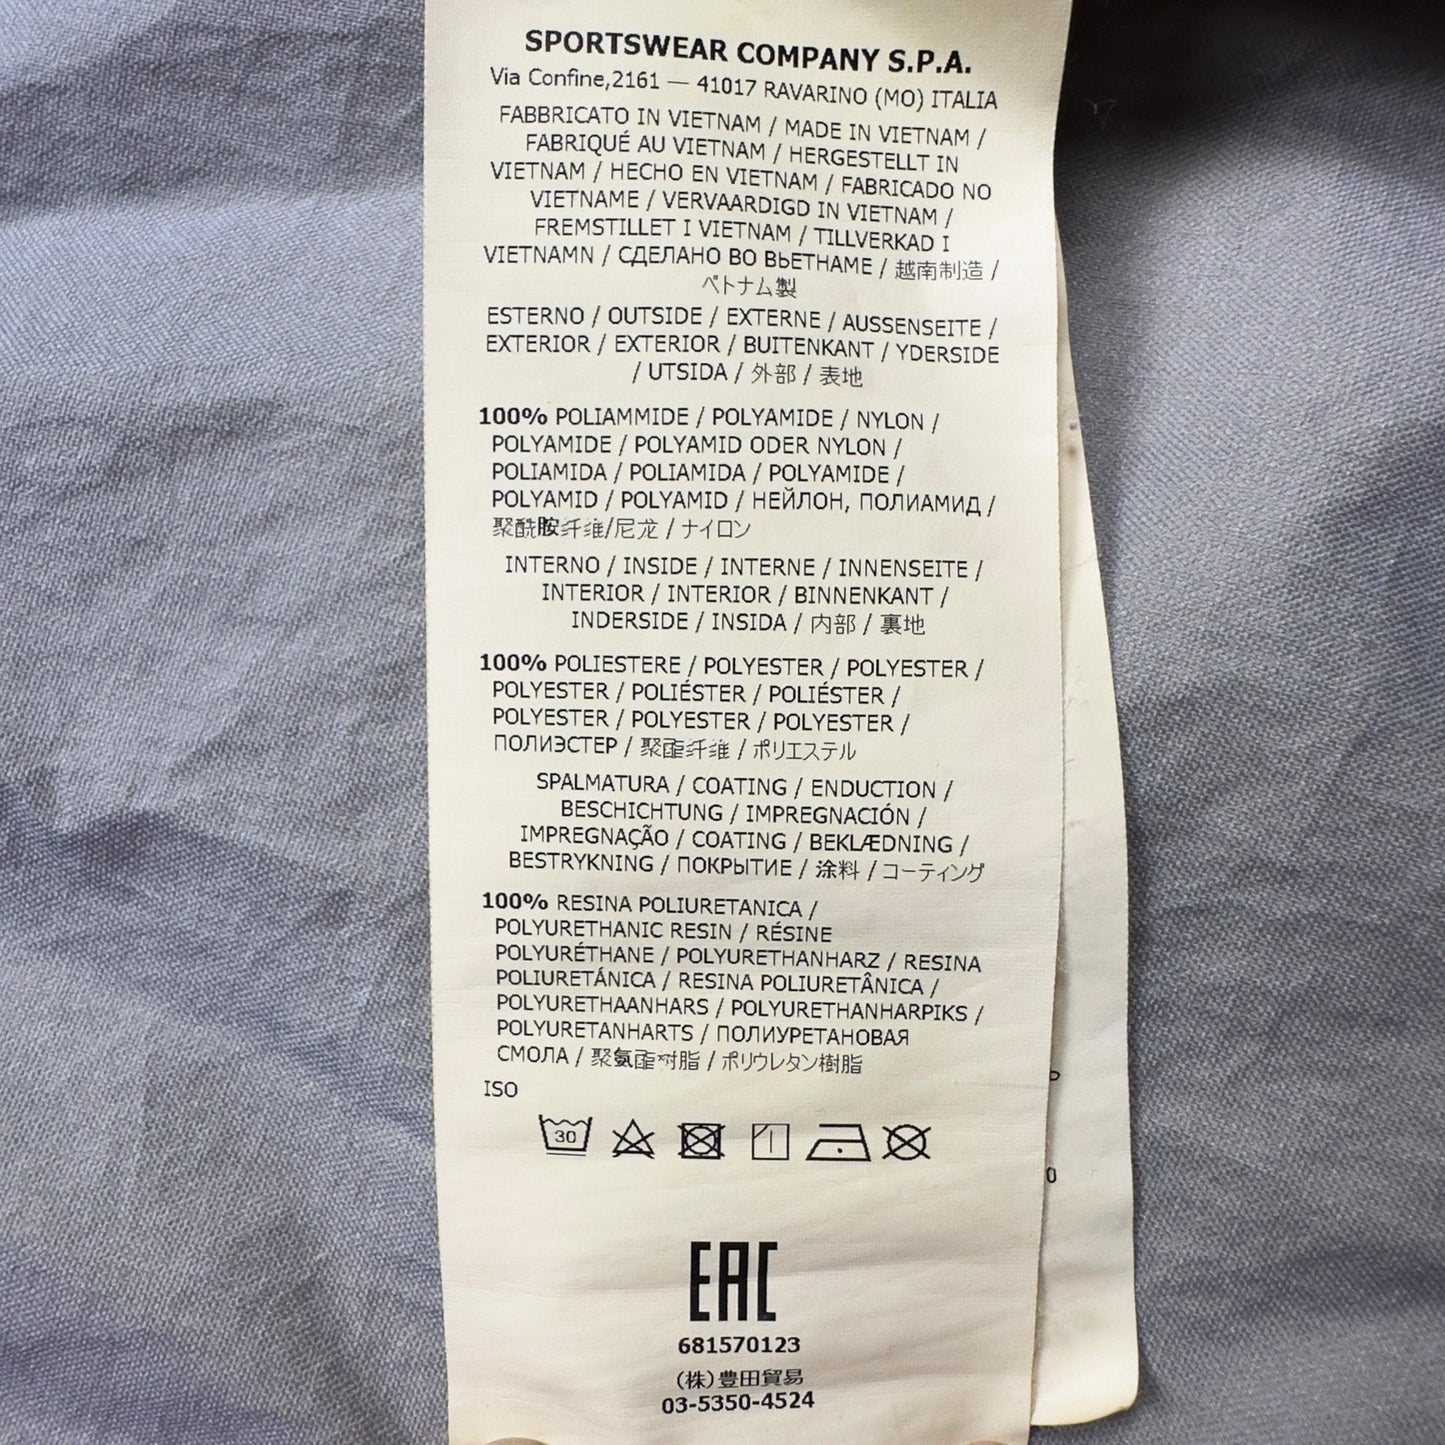 SPORTSWEAR COMPANY S.P.A.
Via Confine,2161 — 41017 RAVARINO (MO) ITALIA
FABBRICATO IN VIETNAM / MADE IN VIETNAM /
FABRIQUÉ AU VIETNAM / HERGESTELLT IN
VIETNAM / HECHO EN VIETNAM / FABRICADO NO
VIETNAME / VERVAARDIGD IN VIETNAM /
FREMSTILLET I VIETNAM / TILLVERKAD I
VIETNAMN / СДЕЛАНО ВО ВЬЕТНАМЕ / 越南制造 /
ベトナム製
ESTERNO / OUTSIDE / EXTERNE / AUSSENSEITE /
EXTERIOR / EXTERIOR / BUITENKANT / YDERSIDE
/ UTSIDA / 外部 / 表地
100% POLIAMMIDE / POLYAMIDE / NYLON /
POLYAMIDE / POLYAMID ODER NYLON /
POLIAMIDA / POLIAMIDA / POLYAMIDE /
POLYAMID / POLYAMID / НЕЙЛОН, ПОЛИАМИД /
聚酰胺纤维/尼龙 / ナイロン
INTERNO / INSIDE / INTERNE / INNENSEITE /
INTERIOR / INTERIOR / BINNENKANT /
INDERSIDE / INSIDA / 内部 / 裏地
100% POLIESTERE / POLYESTER / POLYESTER /
POLYESTER / POLIÉSTER / POLIÉSTER /
POLYESTER / POLYESTER / POLYESTER /
ПОЛИЭСТЕР / 聚酯纤维 / ポリエステル
SPALMATURA / COATING / ENDUCTION /
BESCHICHTUNG / IMPREGNACIÓN /
IMPREGNAÇÃO / COATING / BEKLÆDNING /
BESTRYKNING / ПОКРЫТИЕ / 涂料 / コーティング
100% RESINA POLIURETANICA /
POLYURETHANIC RESIN / RÉSINE
POLYURÉTHANE / POLYURETHANHARZ / RESINA
POLIURETÁNICA / RESINA POLIURETÂNICA /
POLYURETHAANHARS / POLYURETHANHARPIKS /
POLYURETANHARTS / ПОЛИУРЕТАНОВАЯ
СМОЛА / 聚氨酯树脂 / ポリウレタン樹脂
ISO
30
EAC
681570123
(株)豊田貿易
03-5350-4524